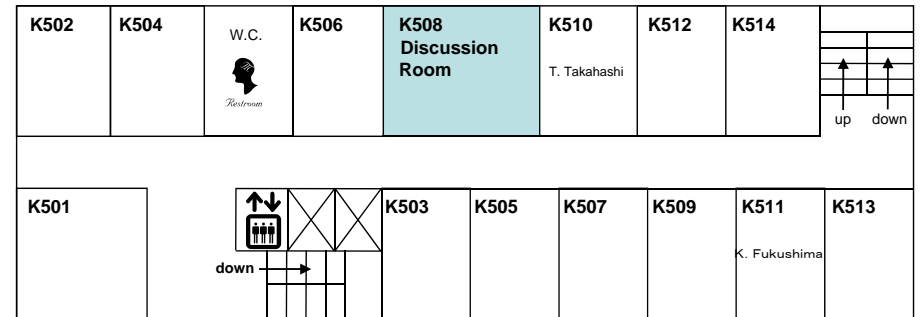 K502
K504
W.C.
Restroom
K506
K508
Discussion
Room
K510
T. Takahashi
K512
K514
up
down
K501
down
K503
K505
K507
K509
K511
K. Fukushima
K513